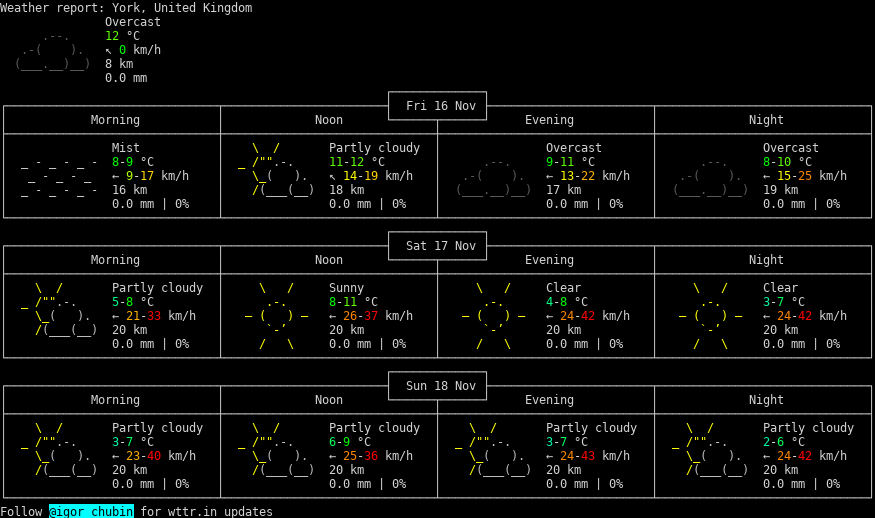 Weather report: York, United Kingdom
Overcast
12 °C
↖ 0 km/h
8 km
0.0 mm
Fri 16 Nov
Morning Noon Evening Night
Mist Partly cloudy Overcast Overcast
8-9 °C 11-12 °C 9-11 °C 8-10 °C
← 9-17 km/h ↖ 14-19 km/h ← 13-22 km/h ← 15-25 km/h
16 km 18 km 17 km 19 km
0.0 mm | 0% 0.0 mm | 0% 0.0 mm | 0% 0.0 mm | 0%
Sat 17 Nov
Morning Noon Evening Night
Partly cloudy Sunny Clear Clear
5-8 °C 8-11 °C 4-8 °C 3-7 °C
← 21-33 km/h ← 26-37 km/h ← 24-42 km/h ← 24-42 km/h
20 km 20 km 20 km 20 km
0.0 mm | 0% 0.0 mm | 0% 0.0 mm | 0% 0.0 mm | 0%
Sun 18 Nov
Morning Noon Evening Night
Partly cloudy Partly cloudy Partly cloudy Partly cloudy
3-7 °C 6-9 °C 3-7 °C 2-6 °C
← 23-40 km/h ← 25-36 km/h ← 24-43 km/h ← 24-42 km/h
20 km 20 km 20 km 20 km
0.0 mm | 0% 0.0 mm | 0% 0.0 mm | 0% 0.0 mm | 0%
Follow @igor_chubin for wttr.in updates